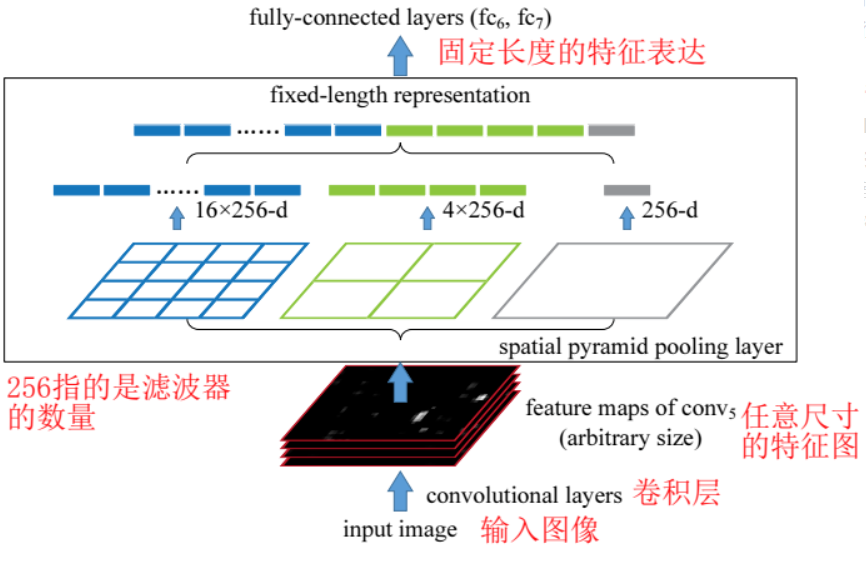 fully-connected layers (fc₆, fc₇)
固定长度的特征表达
fixed-length representation
......
......
16×256-d
4×256-d
256-d
spatial pyramid pooling layer
256指的是滤波器
的数量
feature maps of conv₅
(arbitrary size)
任意尺寸
的特征图
convolutional layers 卷积层
input image 输入图像